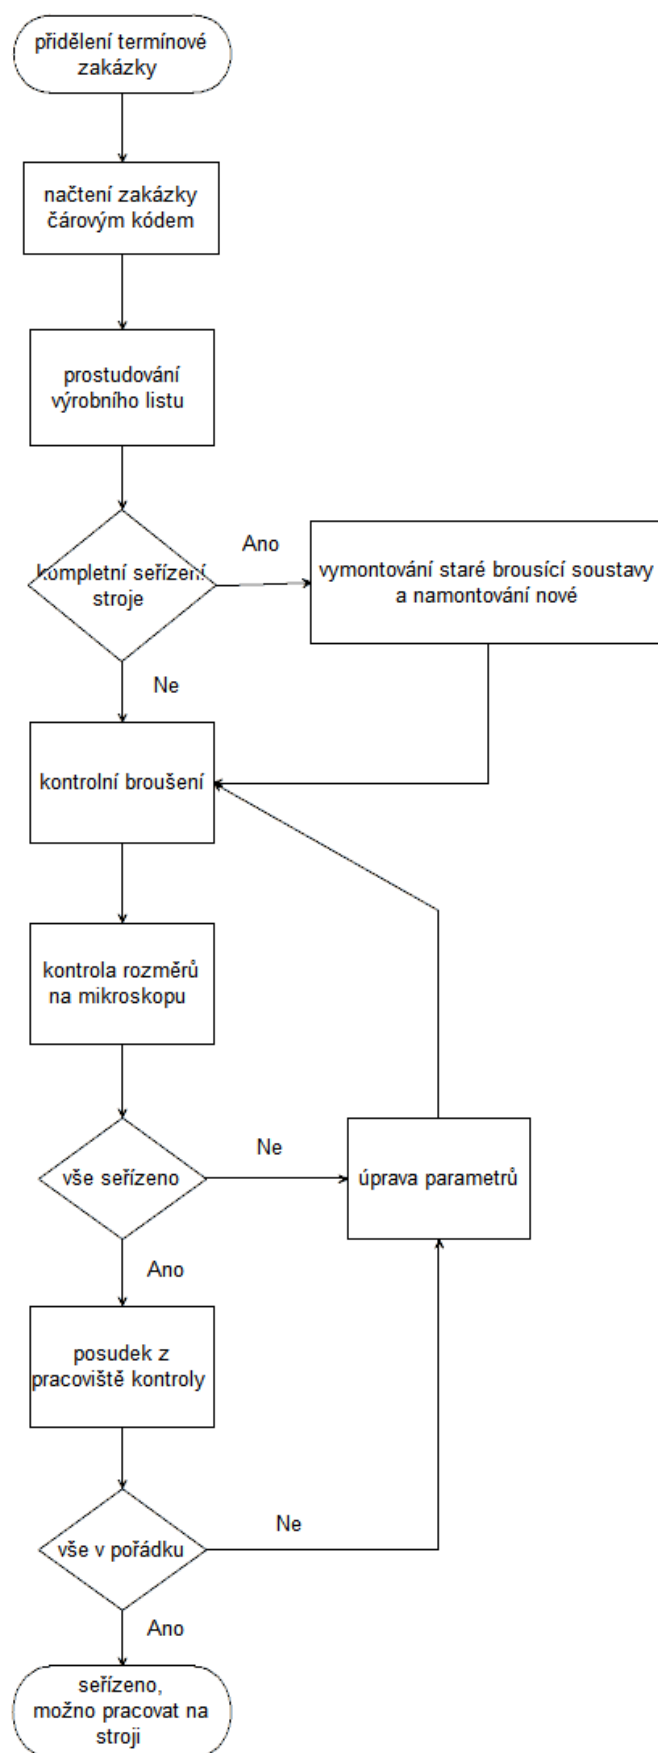 přidělení termínové
zakázky
načtení zakázky
čárovým kódem
prostudování
výrobního listu
kompletní seřízení
stroje
Ano
vymontování staré brousící soustavy
a namontování nové
Ne
kontrolní broušení
kontrola rozměrů
na mikroskopu
vše seřízeno
Ne
úprava parametrů
Ano
posudek z
pracoviště kontroly
vše v pořádku
Ne
Ano
seřízeno,
možno pracovat na
stroji